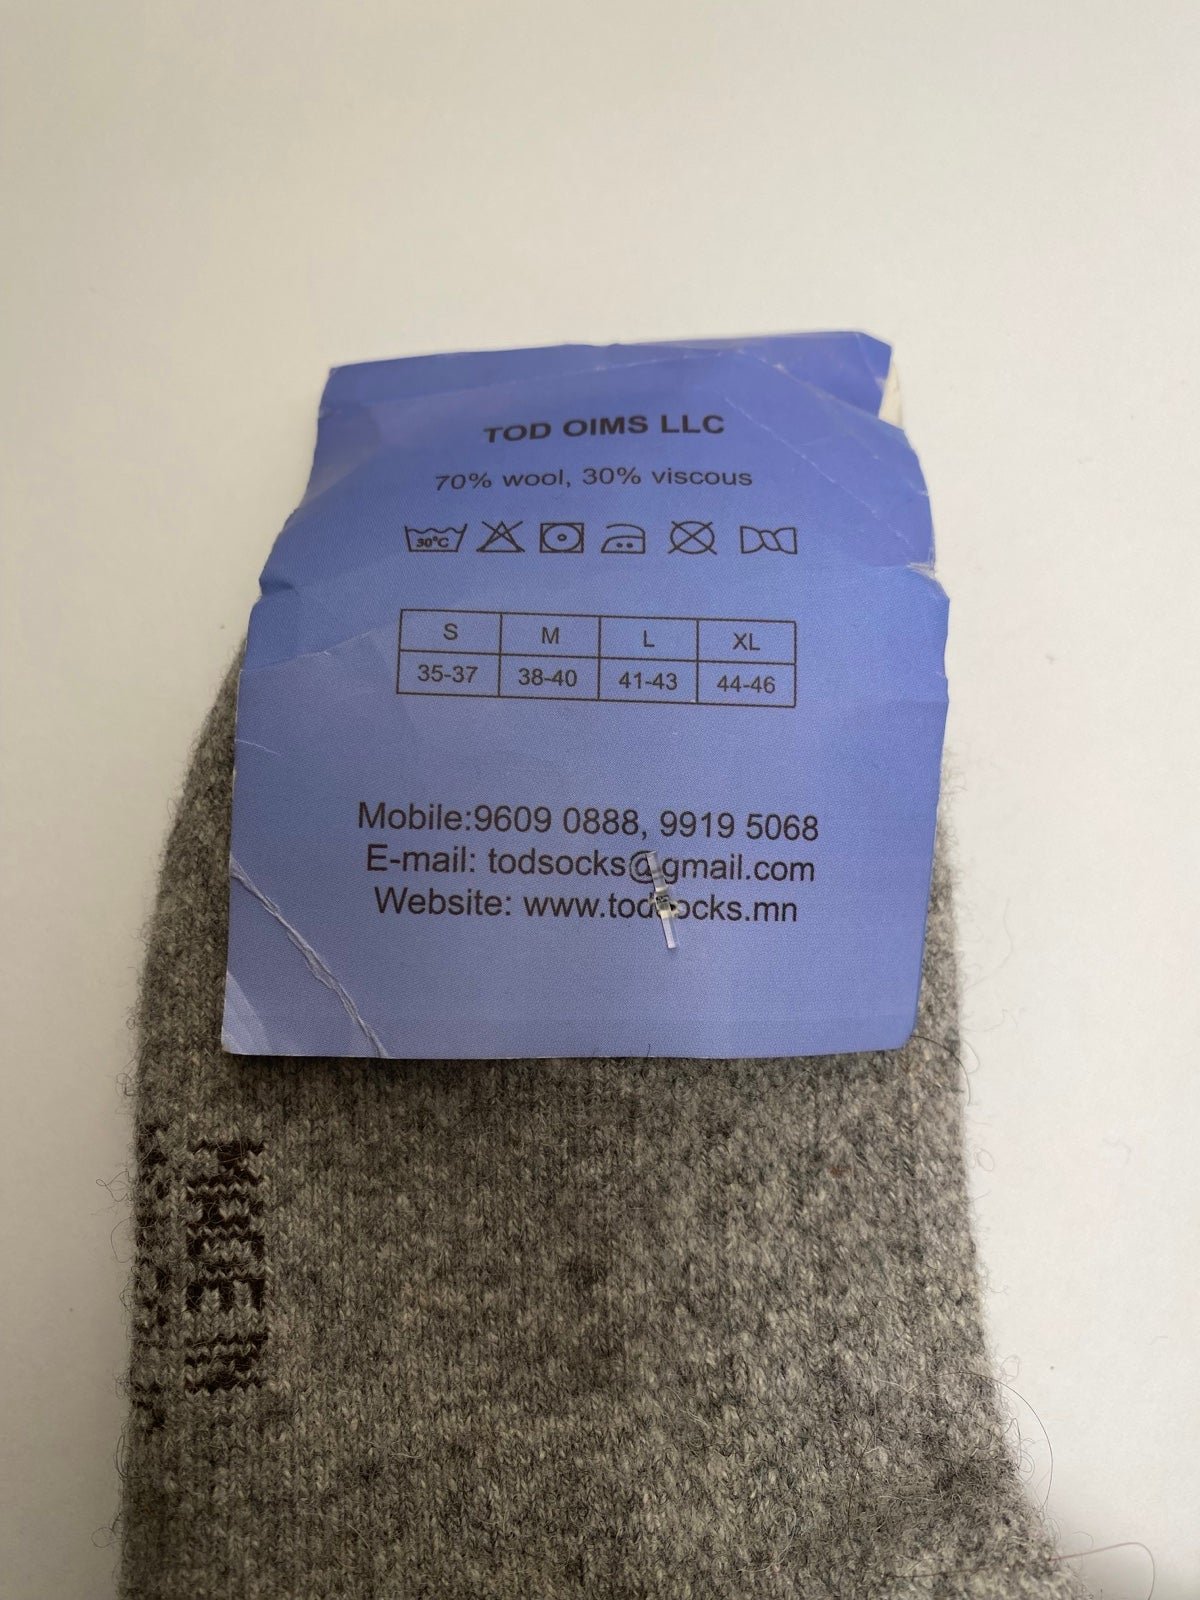 TOD OIMS LLC
70% wool, 30% viscous
30°C
S M L XL
35-37 38-40 41-43 44-46
Mobile:9609 0888, 9919 5068
E-mail: todsocks@gmail.com
Website: www.todsocks.mn